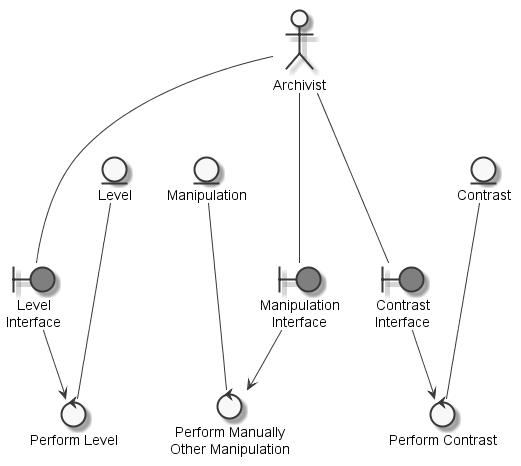 Archivist
Level
Manipulation
Contrast
Level
Interface
Manipulation
Interface
Contrast
Interface
Perform Level
Perform Manually
Other Manipulation
Perform Contrast